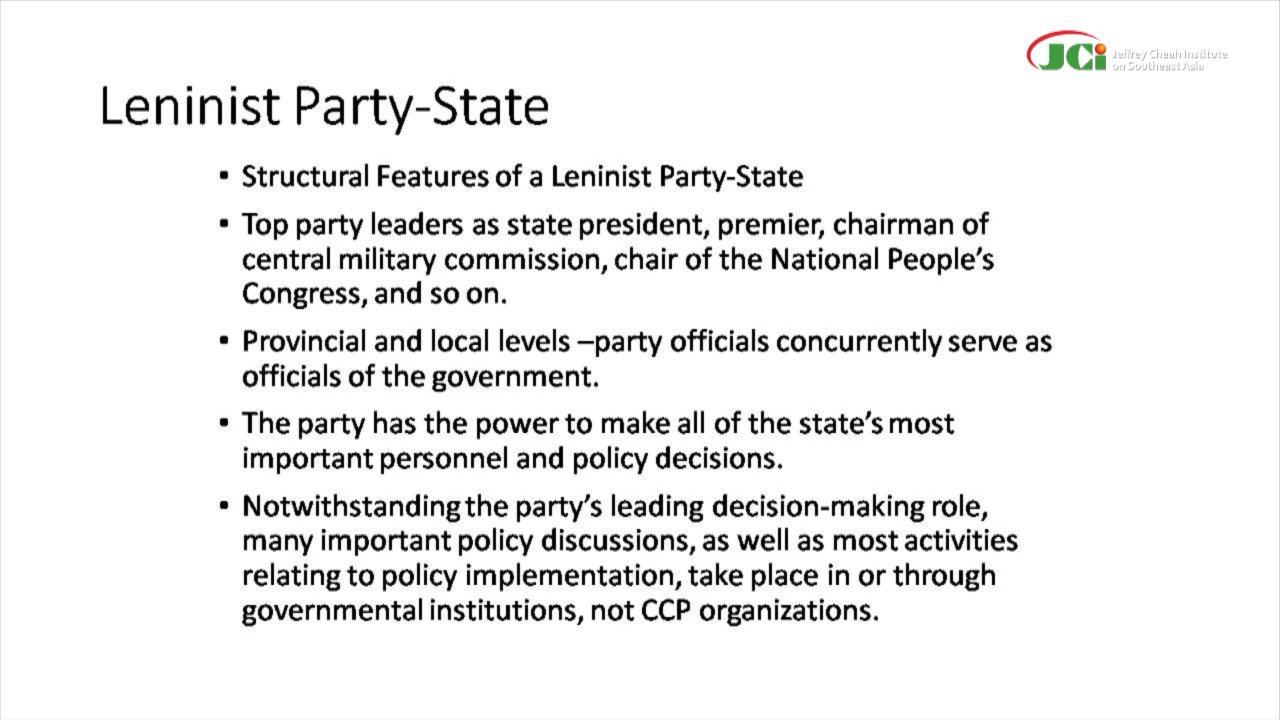 JCi Jeffrey Cheah Institute
on Southeast Asia
Leninist Party-State
• Structural Features of a Leninist Party-State
• Top party leaders as state president, premier, chairman of
central military commission, chair of the National People’s
Congress, and so on.
• Provincial and local levels –party officials concurrently serve as
officials of the government.
• The party has the power to make all of the state’s most
important personnel and policy decisions.
• Notwithstanding the party’s leading decision-making role,
many important policy discussions, as well as most activities
relating to policy implementation, take place in or through
governmental institutions, not CCP organizations.